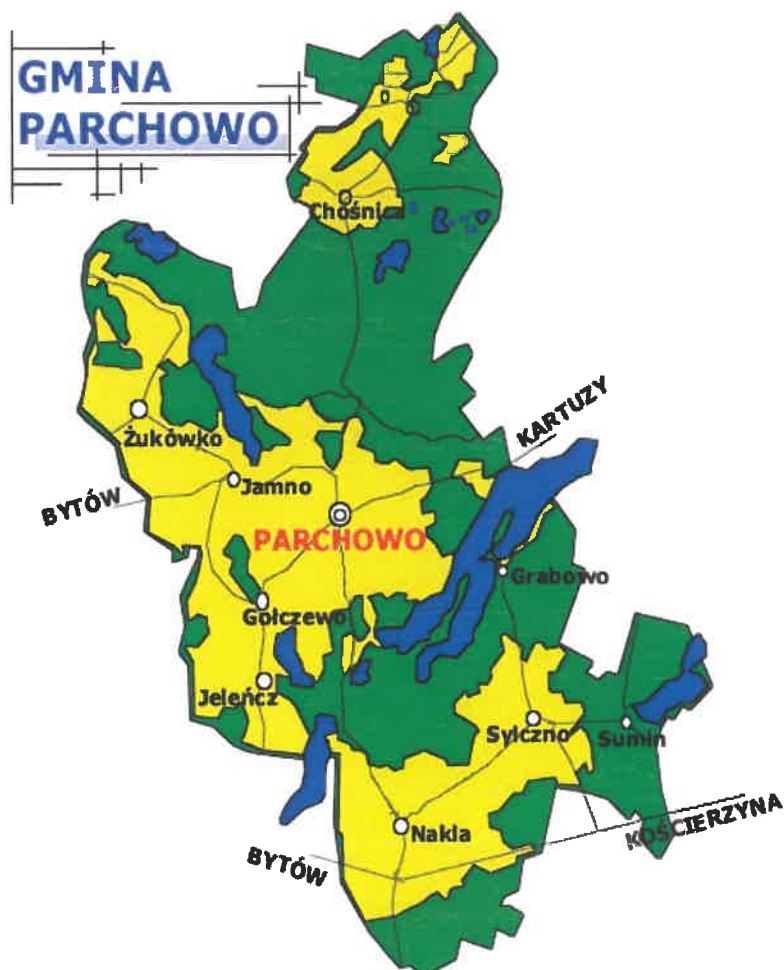 GMINA
PARCHOWO
Chośnica
KARTUZY
Żukówko
Jamno
BYTÓW
PARCHOWO
Grabowo
Gołczewo
Jeleńcz
Sylczno
Sumin
Nakla
KOŚCIERZYNA
BYTÓW